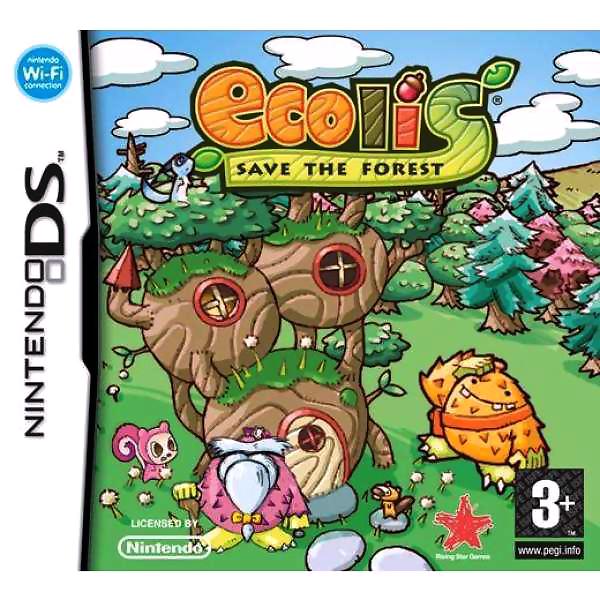 Nintendo
Wi-Fi
CONNECTION
NINTENDO DS™
ecolis®
SAVE THE FOREST
LICENSED BY
Nintendo
Rising Star Games
3+
™
www.pegi.info